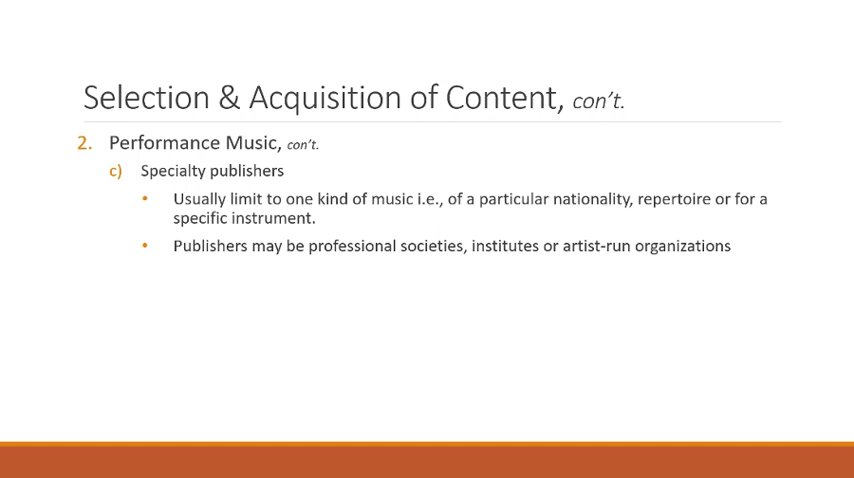 Selection & Acquisition of Content, con’t.
2. Performance Music, con’t.
c) Specialty publishers
• Usually limit to one kind of music i.e., of a particular nationality, repertoire or for a
specific instrument.
• Publishers may be professional societies, institutes or artist-run organizations